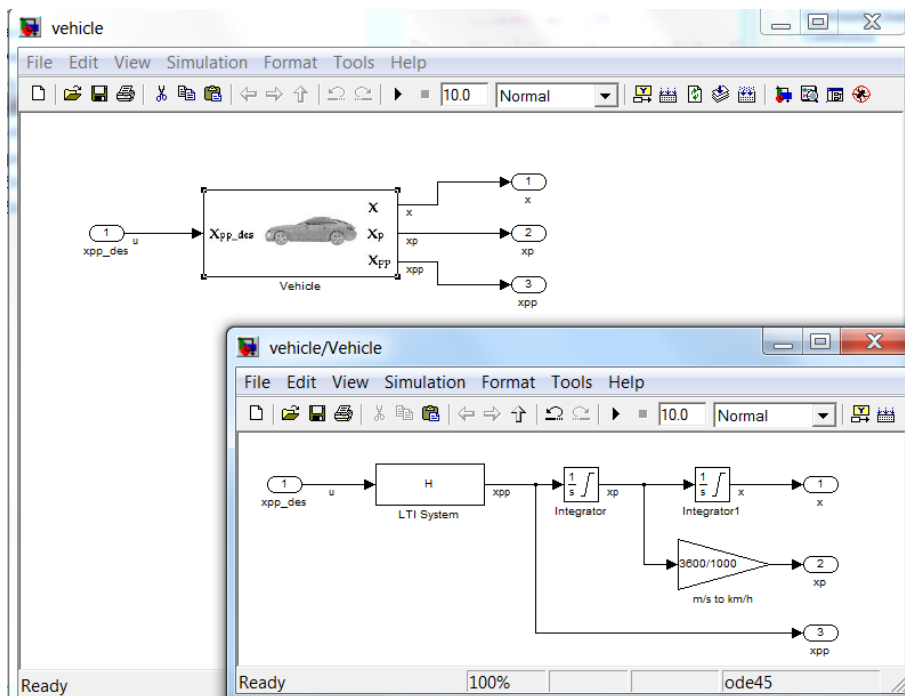 vehicle
File Edit View Simulation Format Tools Help
10.0 Normal
1
xpp_des
u
Xpp_des
X
Xp
Xpp
Vehicle
x
xp
xpp
1
x
2
xp
3
xpp
vehicle/Vehicle
File Edit View Simulation Format Tools Help
10.0 Normal
1
xpp_des
u
H
LTI System
xpp
1
s
Integrator
xp
1
s
Integrator1
x
1
x
3600/1000
m/s to km/h
2
xp
3
xpp
Ready 100% ode45
Ready